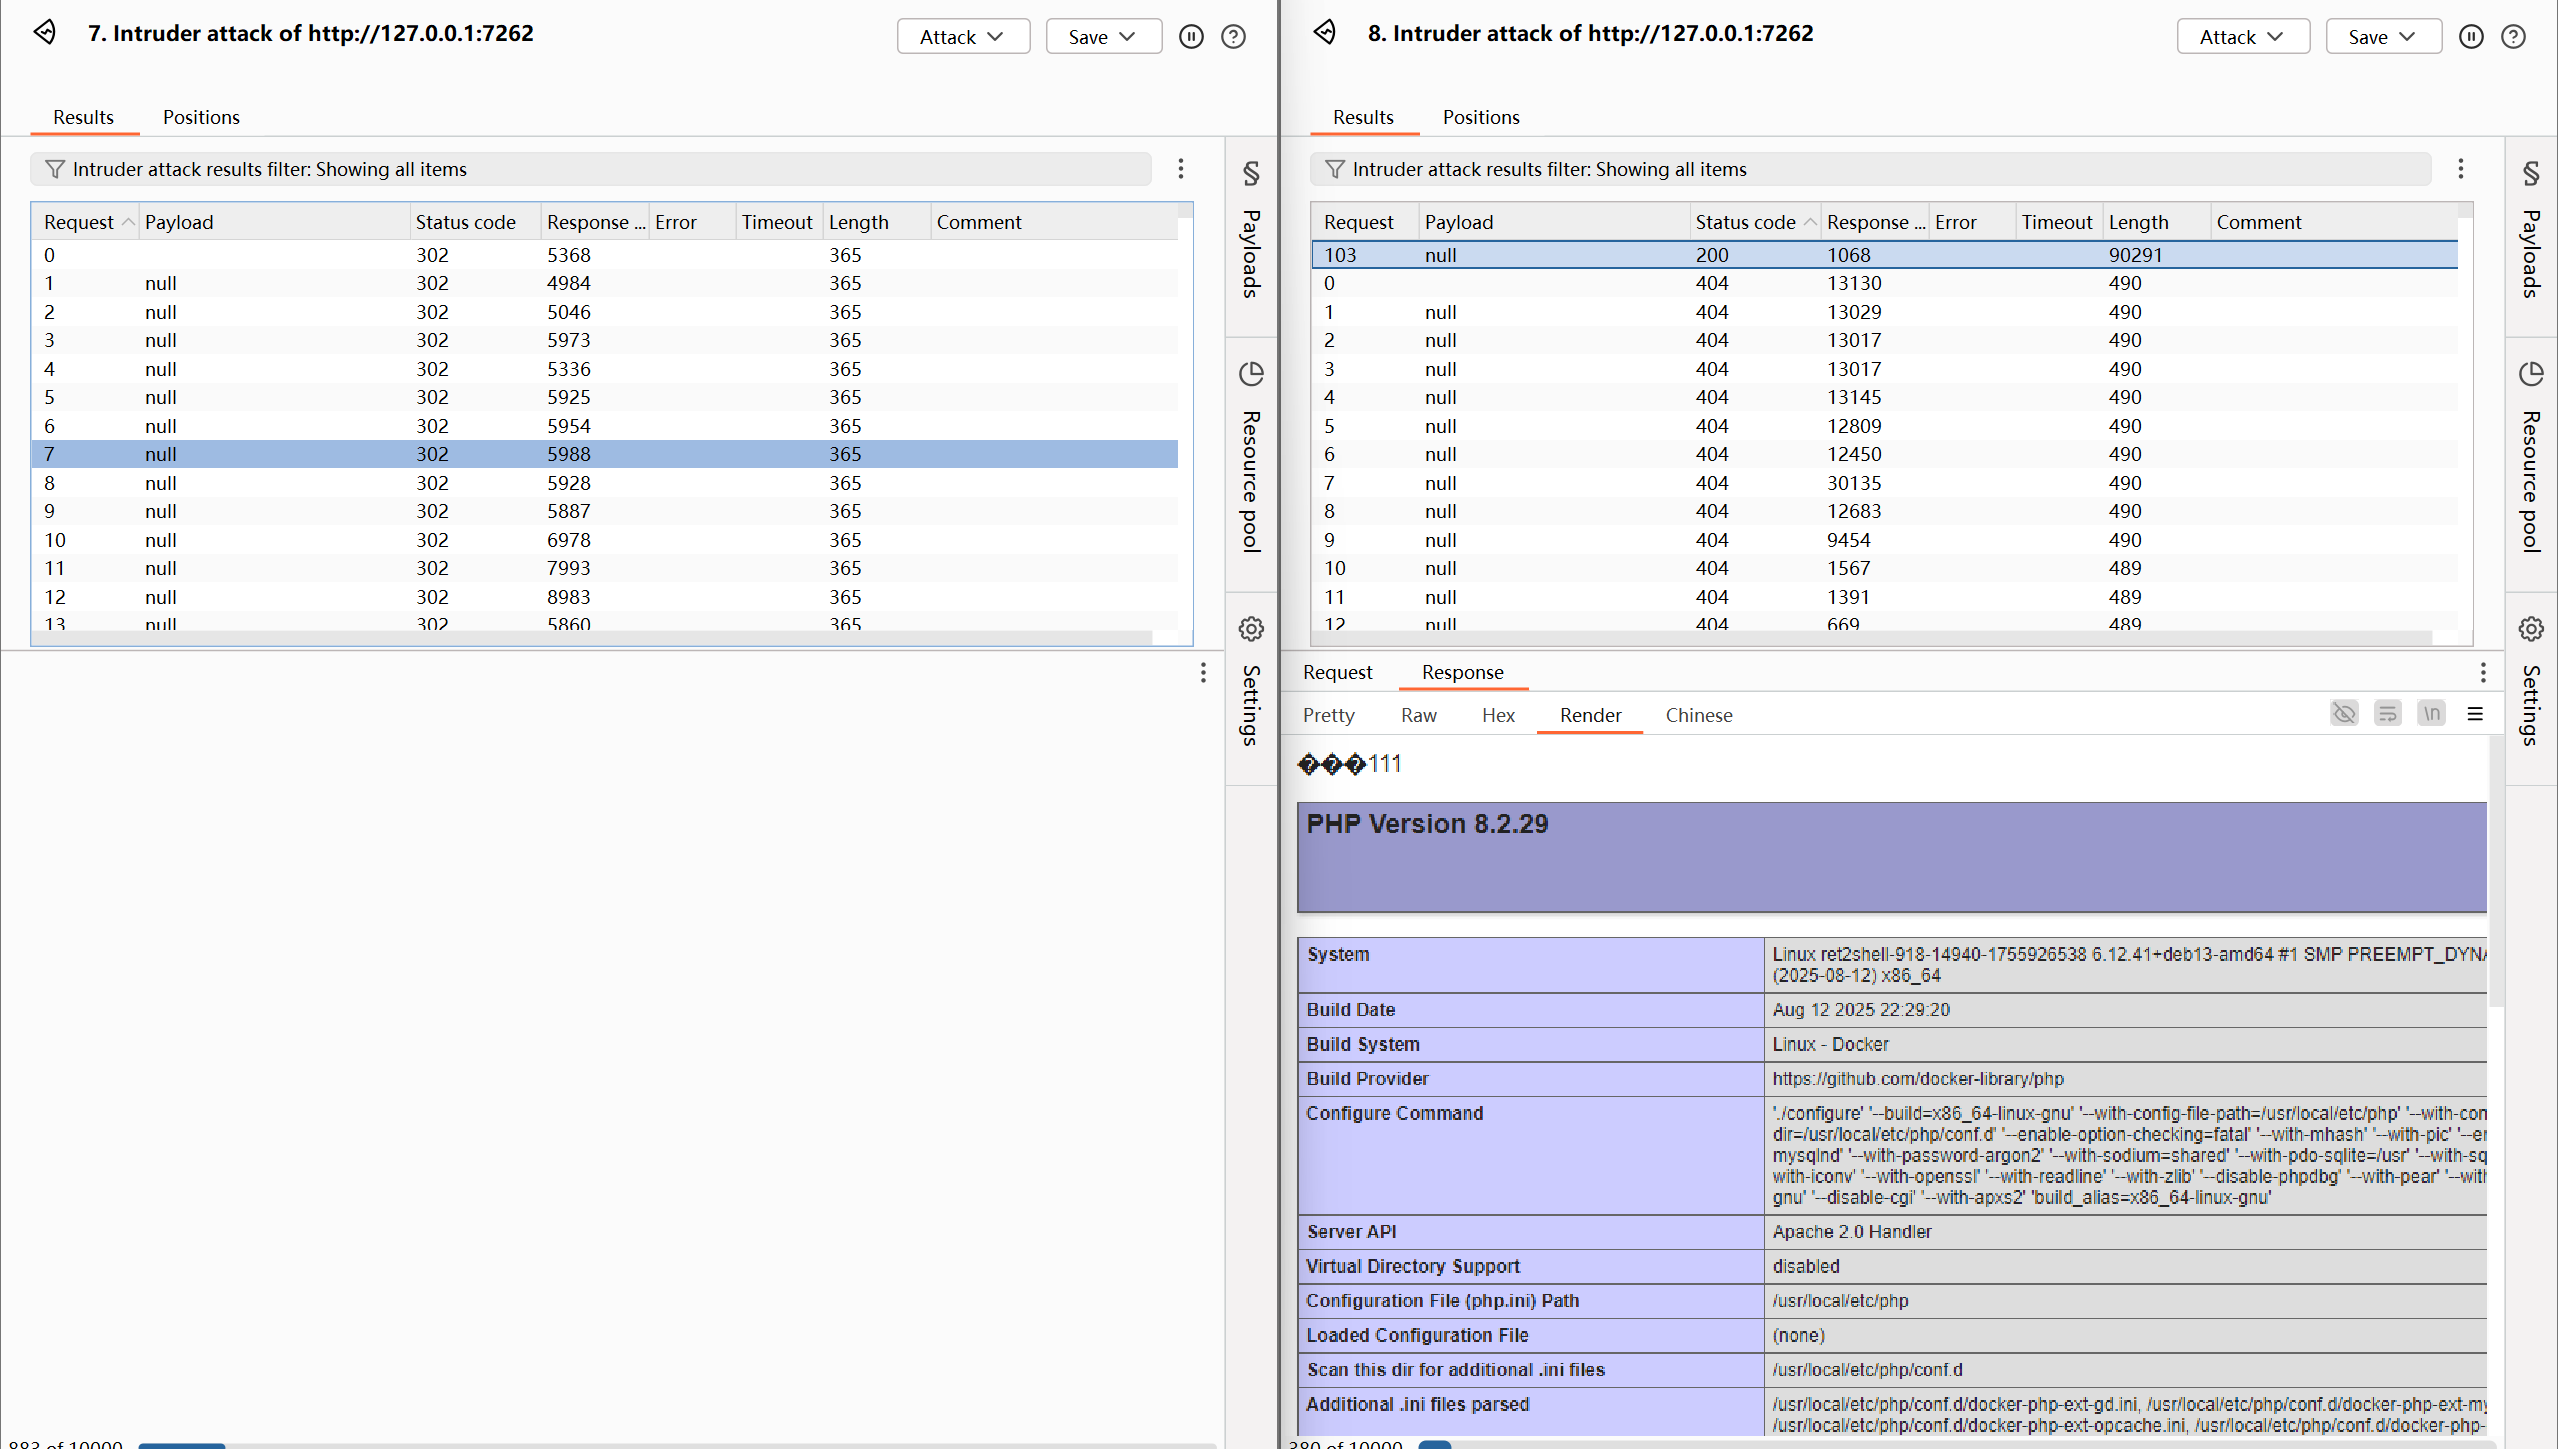 7. Intruder attack of http://127.0.0.1:7262
Attack
Save
Results
Positions
Intruder attack results filter: Showing all items
Request Payload Status code Response ... Error Timeout Length Comment
0 302 5368 365
1 null 302 4984 365
2 null 302 5046 365
3 null 302 5973 365
4 null 302 5336 365
5 null 302 5925 365
6 null 302 5954 365
7 null 302 5988 365
8 null 302 5928 365
9 null 302 5887 365
10 null 302 6978 365
11 null 302 7993 365
12 null 302 8983 365
13 null 302 5860 365
Payloads
Resource pool
Settings
883 of 10000
8. Intruder attack of http://127.0.0.1:7262
Attack
Save
Results
Positions
Intruder attack results filter: Showing all items
Request Payload Status code Response ... Error Timeout Length Comment
103 null 200 1068 90291
0 404 13130 490
1 null 404 13029 490
2 null 404 13017 490
3 null 404 13017 490
4 null 404 13145 490
5 null 404 12809 490
6 null 404 12450 490
7 null 404 30135 490
8 null 404 12683 490
9 null 404 9454 490
10 null 404 1567 489
11 null 404 1391 489
12 null 404 669 489
Payloads
Resource pool
Settings
Request
Response
Pretty Raw Hex Render Chinese
\n
���111
PHP Version 8.2.29
System Linux ret2shell-918-14940-1755926538 6.12.41+deb13-amd64 #1 SMP PREEMPT_DYNA
(2025-08-12) x86_64
Build Date Aug 12 2025 22:29:20
Build System Linux - Docker
Build Provider https://github.com/docker-library/php
Configure Command './configure' '--build=x86_64-linux-gnu' '--with-config-file-path=/usr/local/etc/php' '--with-con
dir=/usr/local/etc/php/conf.d' '--enable-option-checking=fatal' '--with-mhash' '--with-pic' '--en
mysqlnd' '--with-password-argon2' '--with-sodium=shared' '--with-pdo-sqlite=/usr' '--with-sq
with-iconv' '--with-openssl' '--with-readline' '--with-zlib' '--disable-phpdbg' '--with-pear' '--with
gnu' '--disable-cgi' '--with-apxs2' 'build_alias=x86_64-linux-gnu'
Server API Apache 2.0 Handler
Virtual Directory Support disabled
Configuration File (php.ini) Path /usr/local/etc/php
Loaded Configuration File (none)
Scan this dir for additional .ini files /usr/local/etc/php/conf.d
Additional .ini files parsed /usr/local/etc/php/conf.d/docker-php-ext-gd.ini, /usr/local/etc/php/conf.d/docker-php-ext-my
/usr/local/etc/php/conf.d/docker-php-ext-opcache.ini, /usr/local/etc/php/conf.d/docker-php-
380 of 10000